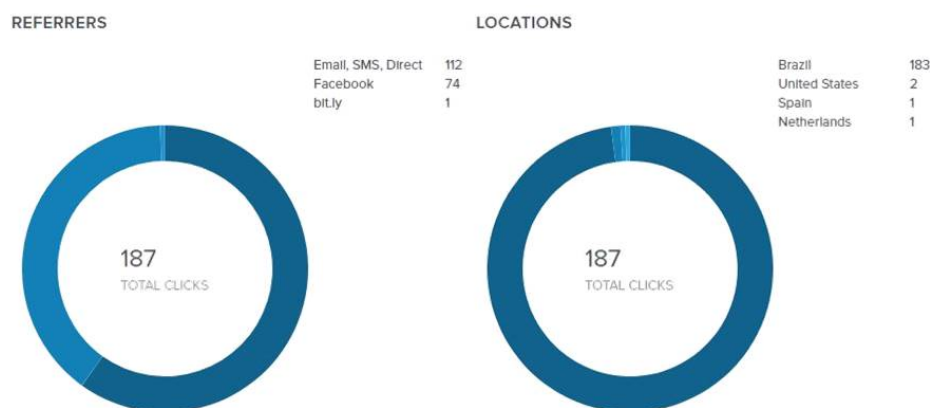 REFERRERS
Email, SMS, Direct 112
Facebook 74
bit.ly 1
187
TOTAL CLICKS
LOCATIONS
Brazil 183
United States 2
Spain 1
Netherlands 1
187
TOTAL CLICKS